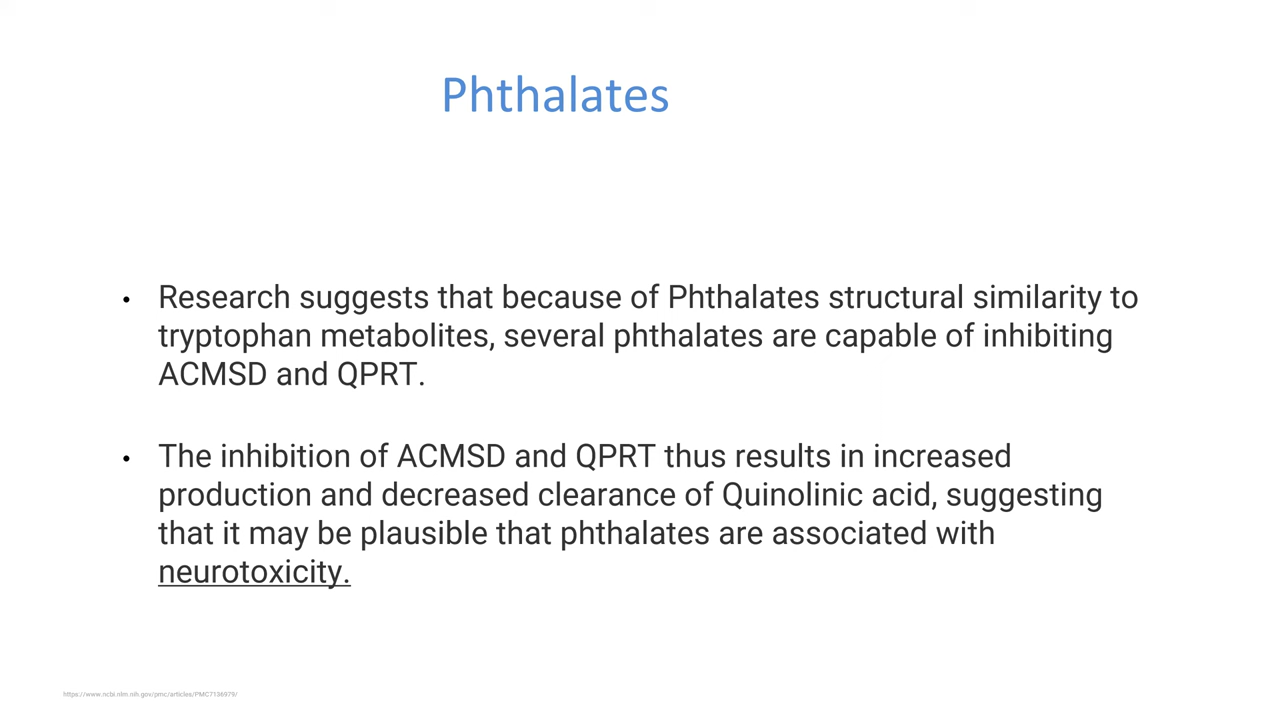 Phthalates
• Research suggests that because of Phthalates structural similarity to
tryptophan metabolites, several phthalates are capable of inhibiting
ACMSD and QPRT.
• The inhibition of ACMSD and QPRT thus results in increased
production and decreased clearance of Quinolinic acid, suggesting
that it may be plausible that phthalates are associated with
neurotoxicity.
https://www.ncbi.nlm.nih.gov/pmc/articles/PMC7136979/